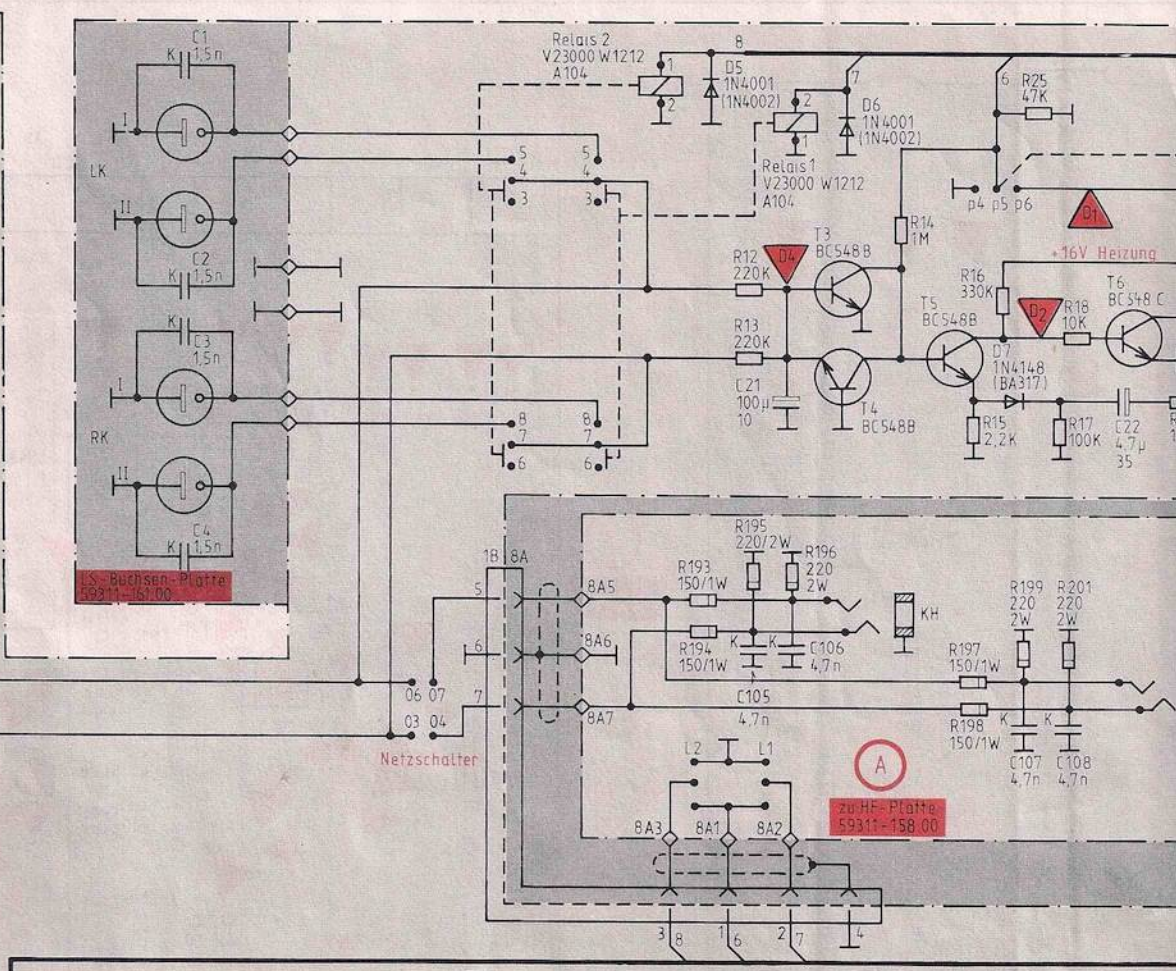 C1
K 1,5n
I
LK
II
C2
K 1,5n
K
C3
1,5n
I
RK
II
C4
K 1,5n
LS-Buchsen-Platte
59311-161.00
Relais 2
V23000 W1212
A104
1
2
D5
1N4001
(1N4002)
8
7
2
1
D6
1N4001
(1N4002)
Relais 1
V23000 W1212
A104
6
R25
47K
p4 p5 p6
D1
+16V Heizung
5 5
4 4
3 3
8 8
7 7
6 6
R12
220K
D4
T3
BC548B
R14
1M
R13
220K
C21
100µ
10
T4
BC548B
T5
BC548B
R16
330K
D2
R18
10K
T6
BC548 C
D7
1N4148
(BA317)
R15
2,2K
R17
100K
C22
4,7µ
35
R
1B 8A
5
6
7
8A5
8A6
8A7
06 07
03 04
Netzschalter
R193
150/1W
R194
150/1W
R195
220/2W
R196
220
2W
K K
C106
4,7n
C105
4,7n
KH
R199
220
2W
R201
220
2W
R197
150/1W
R198
150/1W
K K
C107
4,7n
C108
4,7n
L2 L1
A
zu HF-Platte
59311-158.00
8A3 8A1 8A2
3 8 1 6 2 7 4